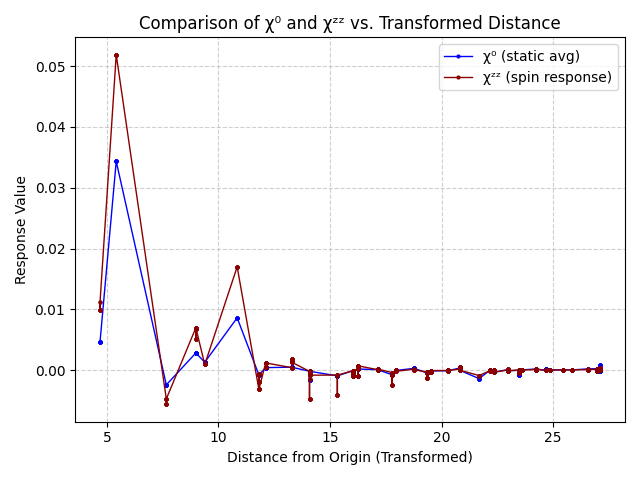 Comparison of χ⁰ and χᶻᶻ vs. Transformed Distance
χ⁰ (static avg)
χᶻᶻ (spin response)
Response Value
0.05
0.04
0.03
0.02
0.01
0.00
5
10
15
20
25
Distance from Origin (Transformed)